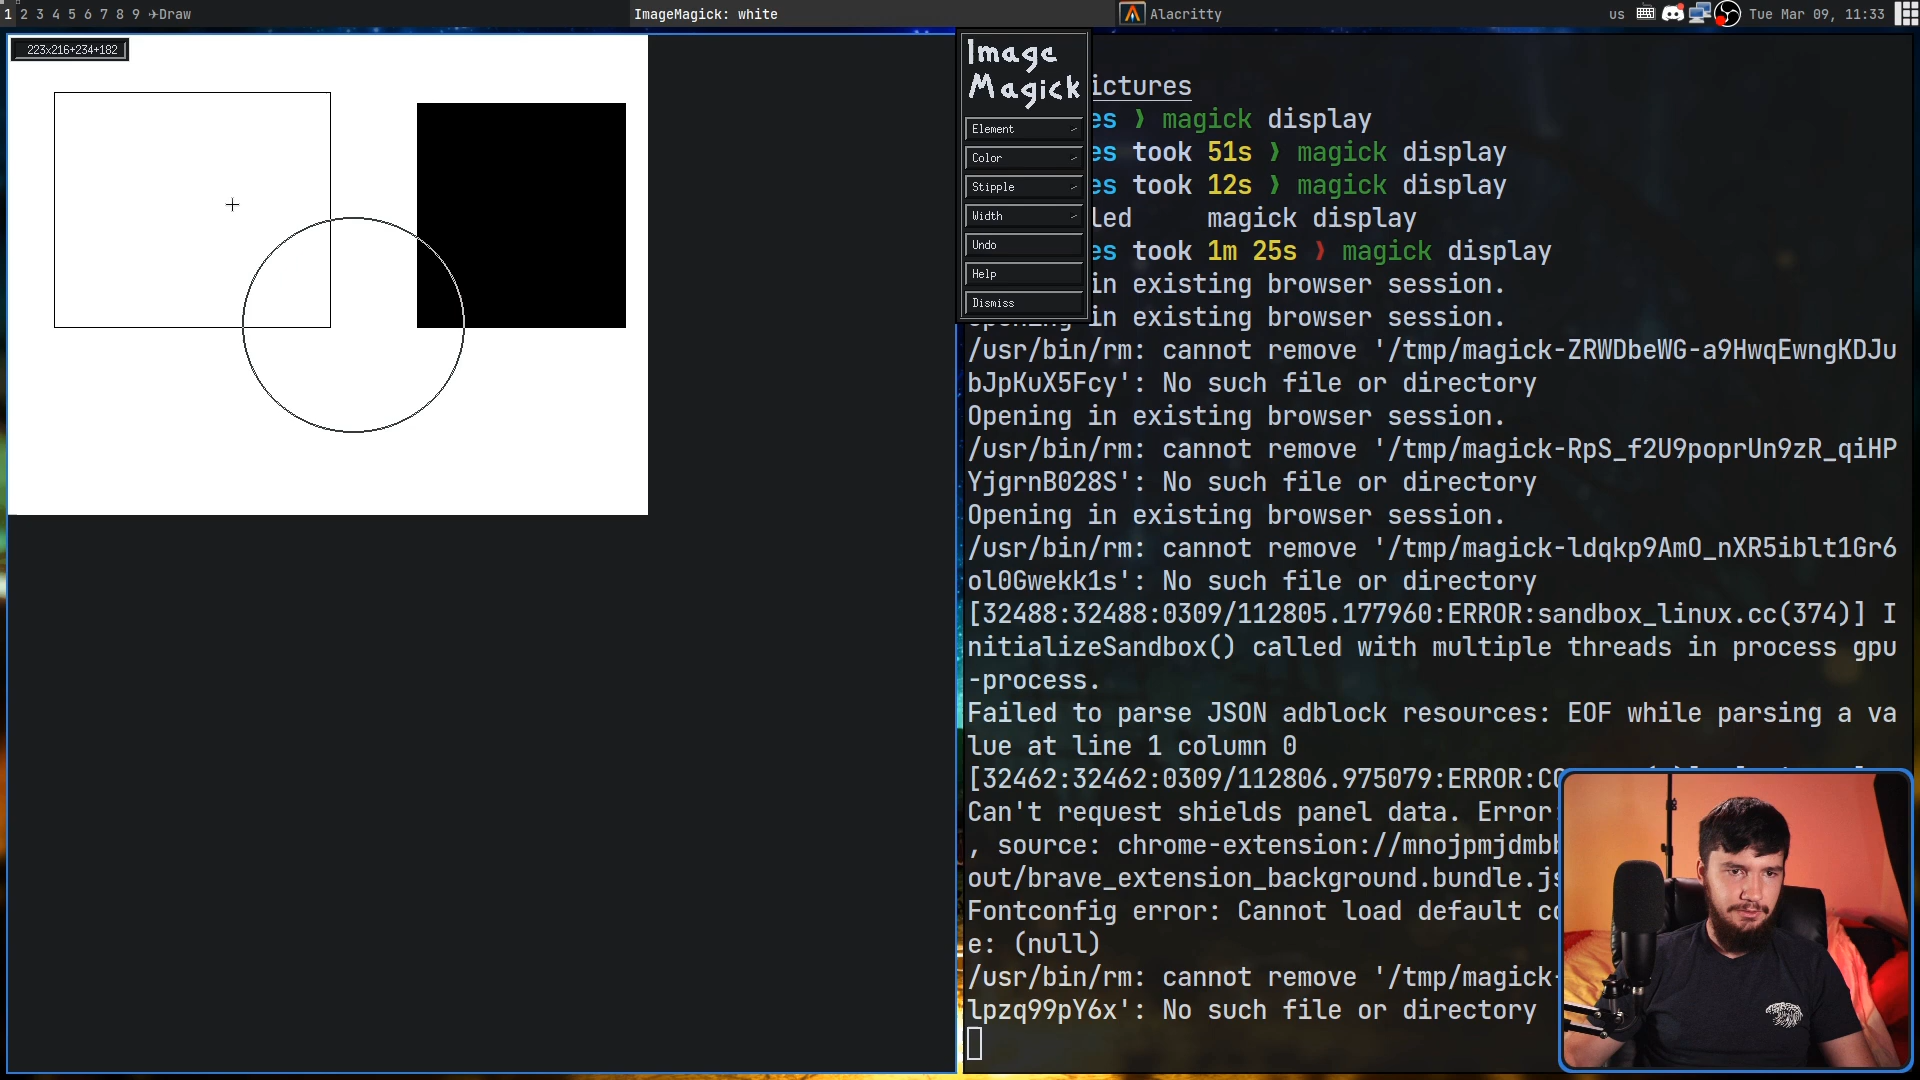 1 2 3 4 5 6 7 8 9 Draw
ImageMagick: white
Alacritty
us
Tue Mar 09, 11:33
223x216+234+182
Image
Magick
Element
Color
Stipple
Width
Undo
Help
Dismiss
ictures
es ❯ magick display
es took 51s ❯ magick display
es took 12s ❯ magick display
led magick display
es took 1m 25s ❯ magick display
in existing browser session.
Opening in existing browser session.
/usr/bin/rm: cannot remove '/tmp/magick-ZRWDbeWG-a9HwqEwngKDJu
bJpKuX5Fcy': No such file or directory
Opening in existing browser session.
/usr/bin/rm: cannot remove '/tmp/magick-RpS_f2U9poprUn9zR_qiHP
YjgrnB028S': No such file or directory
Opening in existing browser session.
/usr/bin/rm: cannot remove '/tmp/magick-ldqkp9AmO_nXR5iblt1Gr6
ol0Gwekk1s': No such file or directory
[32488:32488:0309/112805.177960:ERROR:sandbox_linux.cc(374)] I
nitializeSandbox() called with multiple threads in process gpu
-process.
Failed to parse JSON adblock resources: EOF while parsing a va
lue at line 1 column 0
[32462:32462:0309/112806.975079:ERROR:CO
Can't request shields panel data. Error:
, source: chrome-extension://mnojpmjdmbb
out/brave_extension_background.bundle.js
Fontconfig error: Cannot load default co
e: (null)
/usr/bin/rm: cannot remove '/tmp/magick-
lpzq99pY6x': No such file or directory